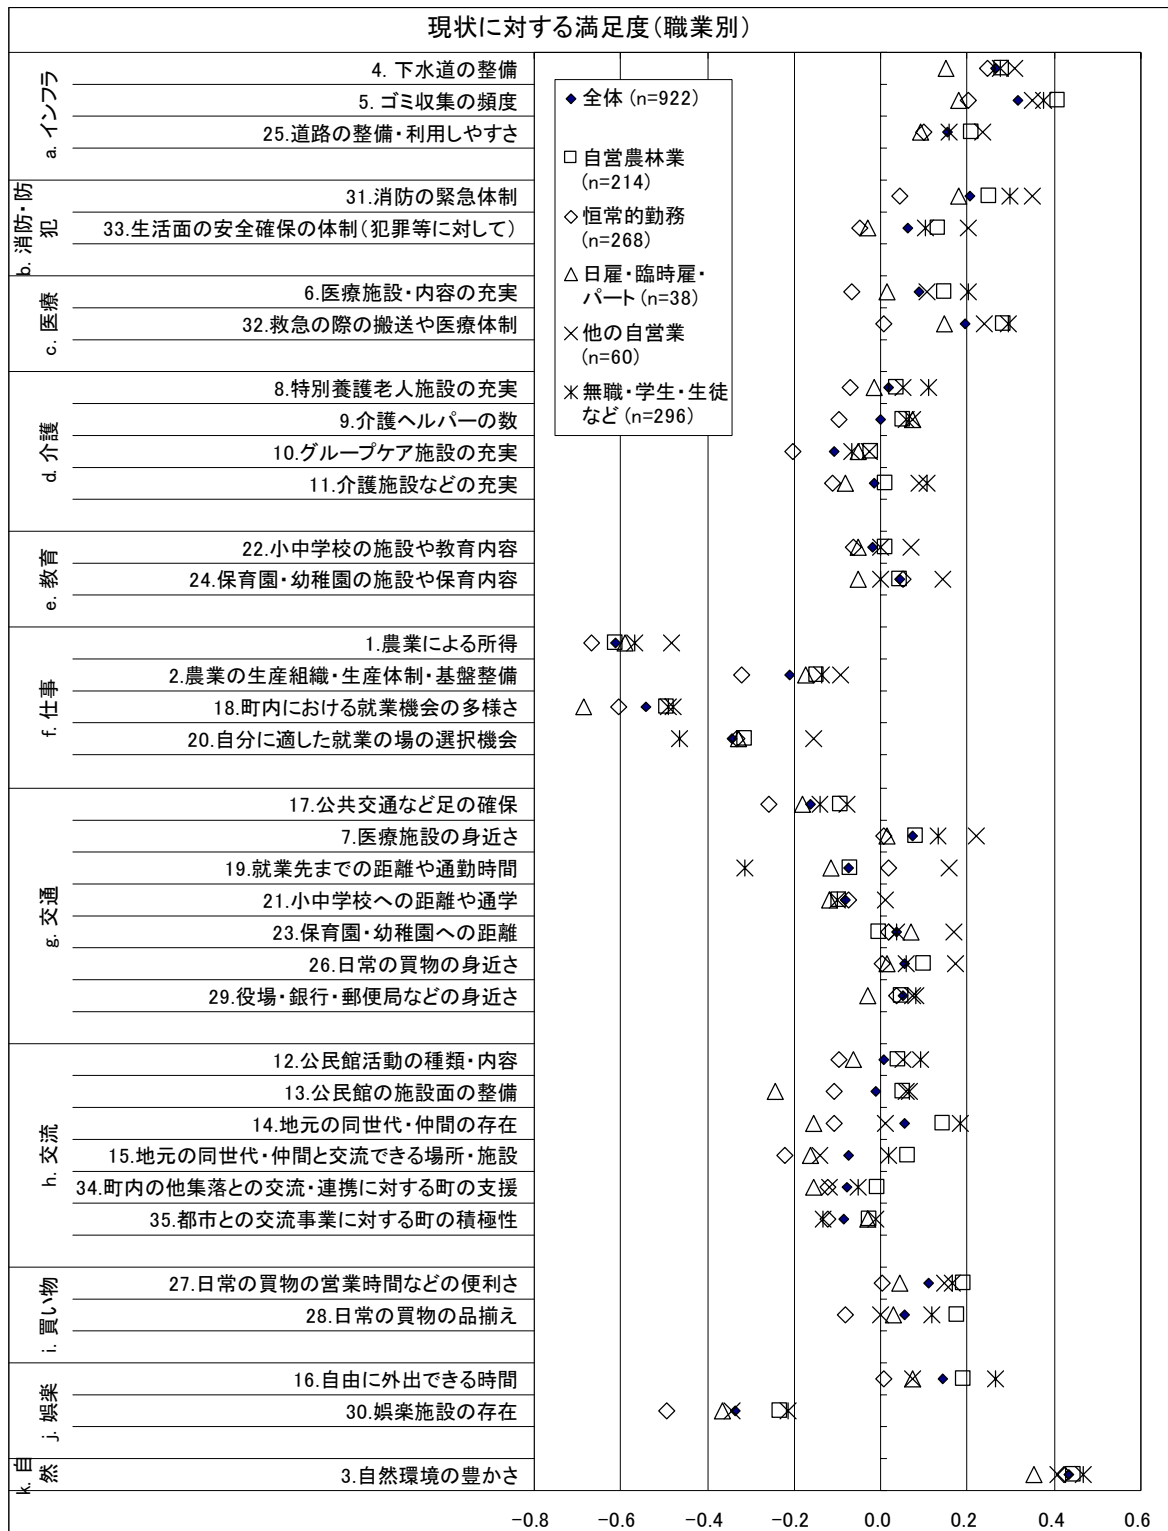 現状に対する満足度(職業別)
a. インフラ
4. 下水道の整備
5. ゴミ収集の頻度
25.道路の整備・利用しやすさ
b. 消防・防
犯
31.消防の緊急体制
33.生活面の安全確保の体制(犯罪等に対して)
c. 医療
6.医療施設・内容の充実
32.救急の際の搬送や医療体制
d. 介護
8.特別養護老人施設の充実
9.介護ヘルパーの数
10.グループケア施設の充実
11.介護施設などの充実
e. 教育
22.小中学校の施設や教育内容
24.保育園・幼稚園の施設や保育内容
f. 仕事
1.農業による所得
2.農業の生産組織・生産体制・基盤整備
18.町内における就業機会の多様さ
20.自分に適した就業の場の選択機会
g. 交通
17.公共交通など足の確保
7.医療施設の身近さ
19.就業先までの距離や通勤時間
21.小中学校への距離や通学
23.保育園・幼稚園への距離
26.日常の買物の身近さ
29.役場・銀行・郵便局などの身近さ
h. 交流
12.公民館活動の種類・内容
13.公民館の施設面の整備
14.地元の同世代・仲間の存在
15.地元の同世代・仲間と交流できる場所・施設
34.町内の他集落との交流・連携に対する町の支援
35.都市との交流事業に対する町の積極性
i. 買い物
27.日常の買物の営業時間などの便利さ
28.日常の買物の品揃え
j. 娯楽
16.自由に外出できる時間
30.娯楽施設の存在
k. 自
然
3.自然環境の豊かさ
全体 (n=922)
自営農林業
(n=214)
恒常的勤務
(n=268)
日雇・臨時雇・
パート (n=38)
他の自営業
(n=60)
無職・学生・生徒
など (n=296)
-0.8 -0.6 -0.4 -0.2 0.0 0.2 0.4 0.6